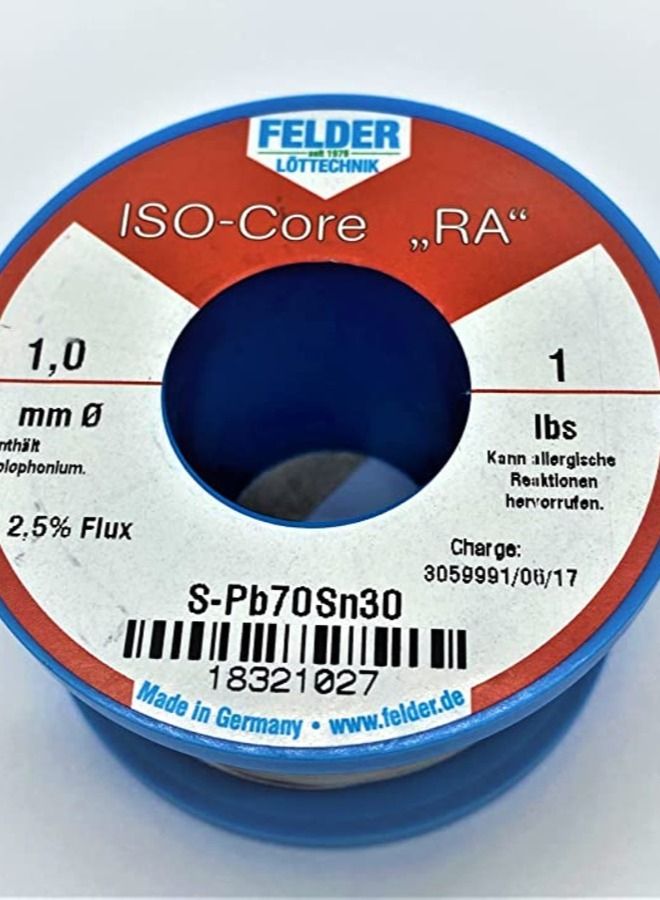 FELDER
seit 1979
LÖTTECHNIK
ISO-Core „RA“
1,0
mm Ø
nthält
olophonium.
2,5% Flux
1
lbs
Kann allergische
Reaktionen
hervorrufen.
Charge:
3059991/06/17
S-Pb70Sn30
18321027
Made in Germany • www.felder.de